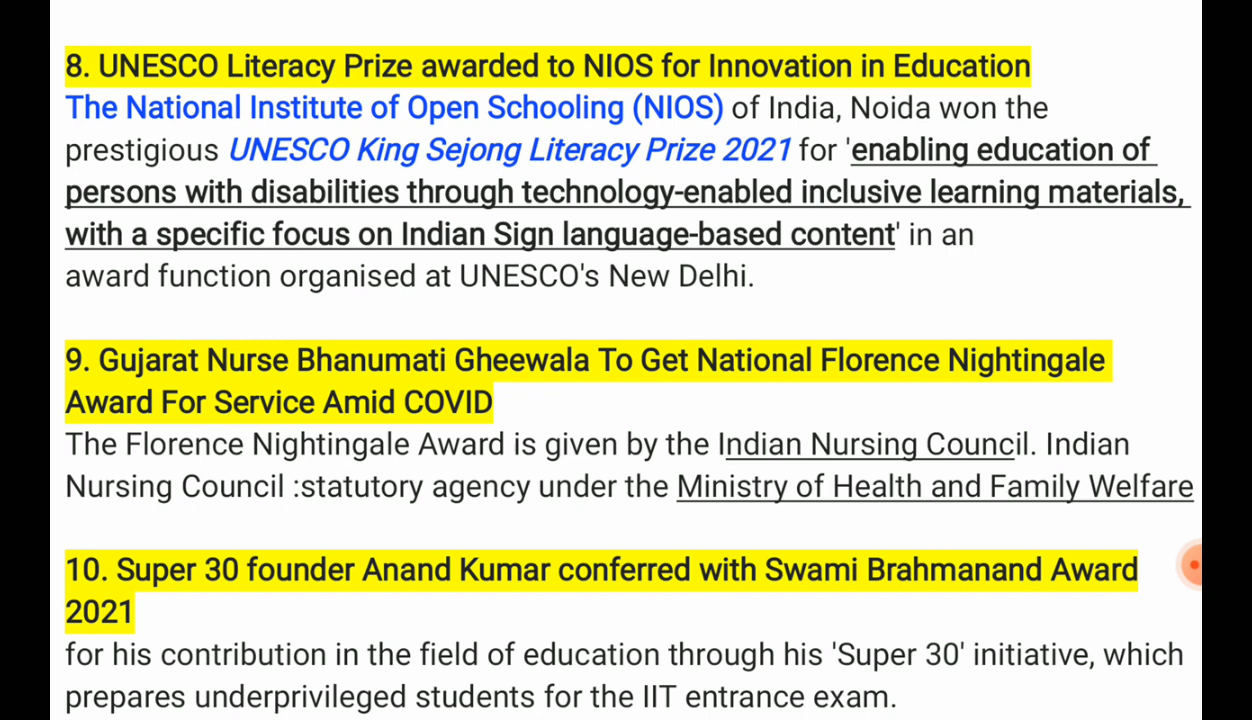 8. UNESCO Literacy Prize awarded to NIOS for Innovation in Education
The National Institute of Open Schooling (NIOS) of India, Noida won the
prestigious UNESCO King Sejong Literacy Prize 2021 for 'enabling education of
persons with disabilities through technology-enabled inclusive learning materials,
with a specific focus on Indian Sign language-based content' in an
award function organised at UNESCO's New Delhi.
9. Gujarat Nurse Bhanumati Gheewala To Get National Florence Nightingale
Award For Service Amid COVID
The Florence Nightingale Award is given by the Indian Nursing Council. Indian
Nursing Council :statutory agency under the Ministry of Health and Family Welfare
10. Super 30 founder Anand Kumar conferred with Swami Brahmanand Award
2021
for his contribution in the field of education through his 'Super 30' initiative, which
prepares underprivileged students for the IIT entrance exam.